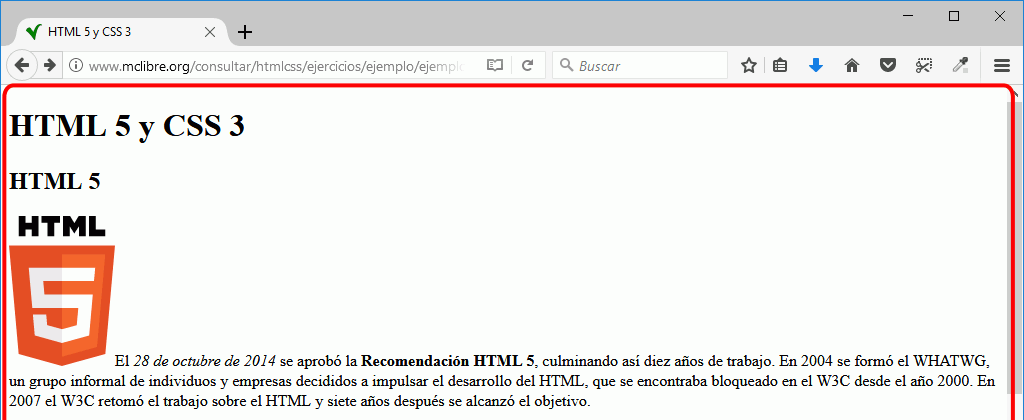 HTML 5 y CSS 3
www.mclibre.org/consultar/htmlcss/ejercicios/ejemplo/ejemplo
Buscar
HTML 5 y CSS 3
HTML 5
HTML
5
El 28 de octubre de 2014 se aprobó la Recomendación HTML 5, culminando así diez años de trabajo. En 2004 se formó el WHATWG,
un grupo informal de individuos y empresas decididos a impulsar el desarrollo del HTML, que se encontraba bloqueado en el W3C desde el año 2000. En
2007 el W3C retomó el trabajo sobre el HTML y siete años después se alcanzó el objetivo.